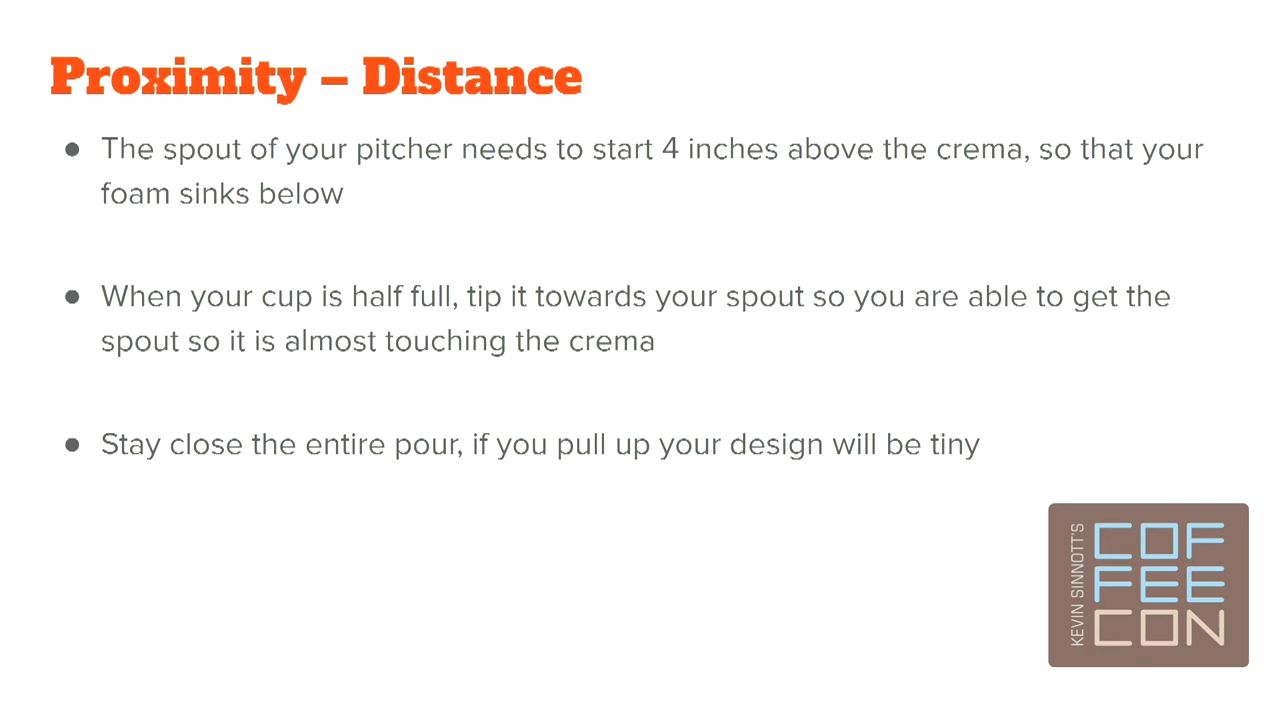 Proximity – Distance
● The spout of your pitcher needs to start 4 inches above the crema, so that your
foam sinks below
● When your cup is half full, tip it towards your spout so you are able to get the
spout so it is almost touching the crema
● Stay close the entire pour, if you pull up your design will be tiny
KEVIN SINNOTT'S
COF
FEE
CON